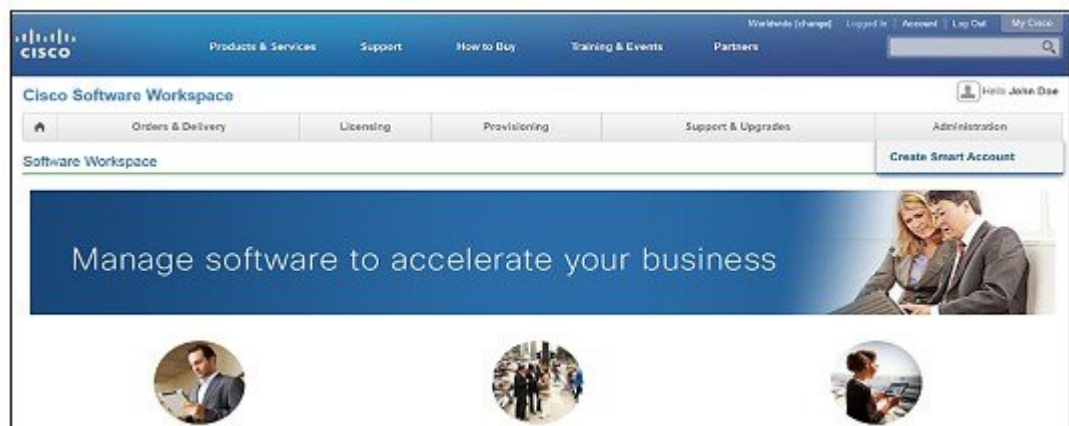 Worldwide [change] Logged In | Account | Log Out My Cisco
CISCO Products & Services Support How to Buy Training & Events Partners
Cisco Software Workspace Hello John Doe
Orders & Delivery Licensing Provisioning Support & Upgrades Administration
Software Workspace Create Smart Account
Manage software to accelerate your business